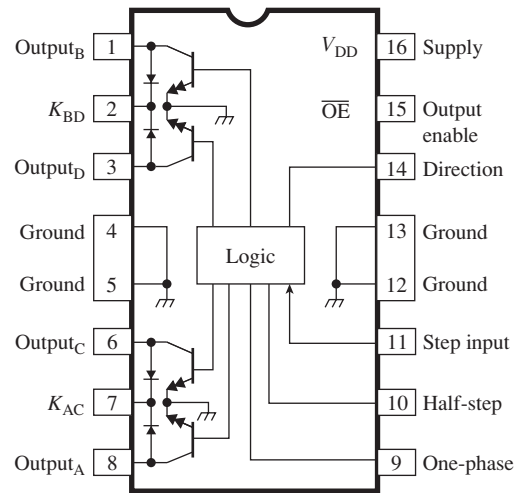 Output_B 1 V_DD 16 Supply
K_BD 2 O̅E̅ 15 Output
enable
Output_D 3 14 Direction
Ground 4 13 Ground
Logic
Ground 5 12 Ground
Output_C 6 11 Step input
K_AC 7 10 Half-step
Output_A 8 9 One-phase